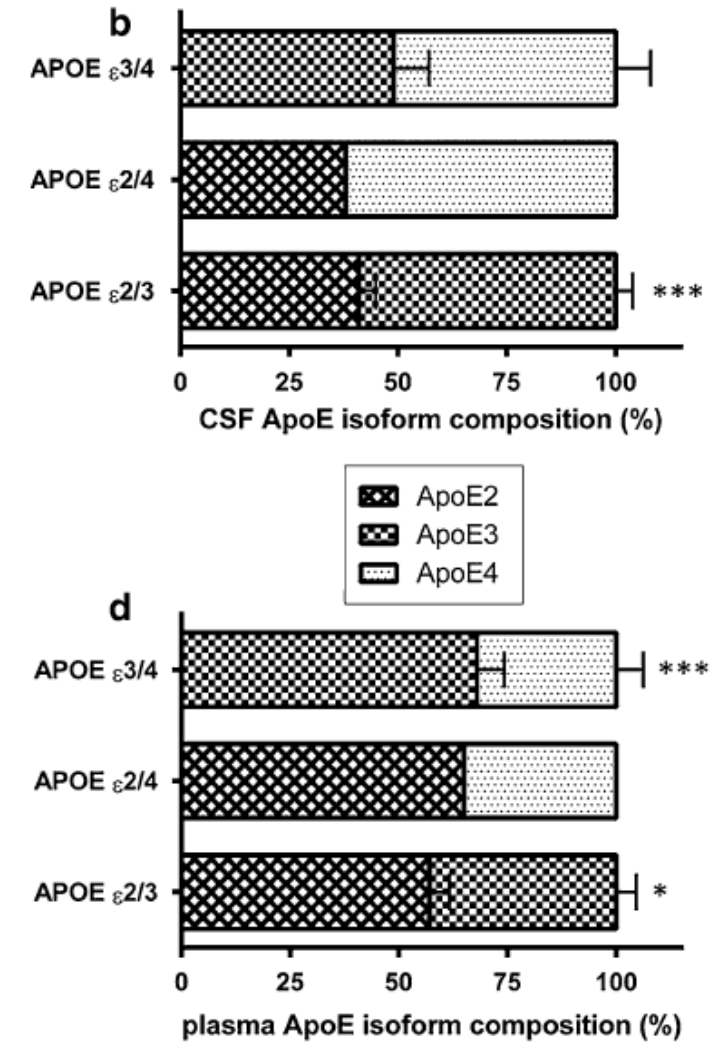 b
APOE ε3/4
APOE ε2/4
APOE ε2/3
***
0 25 50 75 100
CSF ApoE isoform composition (%)
ApoE2
ApoE3
ApoE4
d
APOE ε3/4
***
APOE ε2/4
APOE ε2/3
*
0 25 50 75 100
plasma ApoE isoform composition (%)